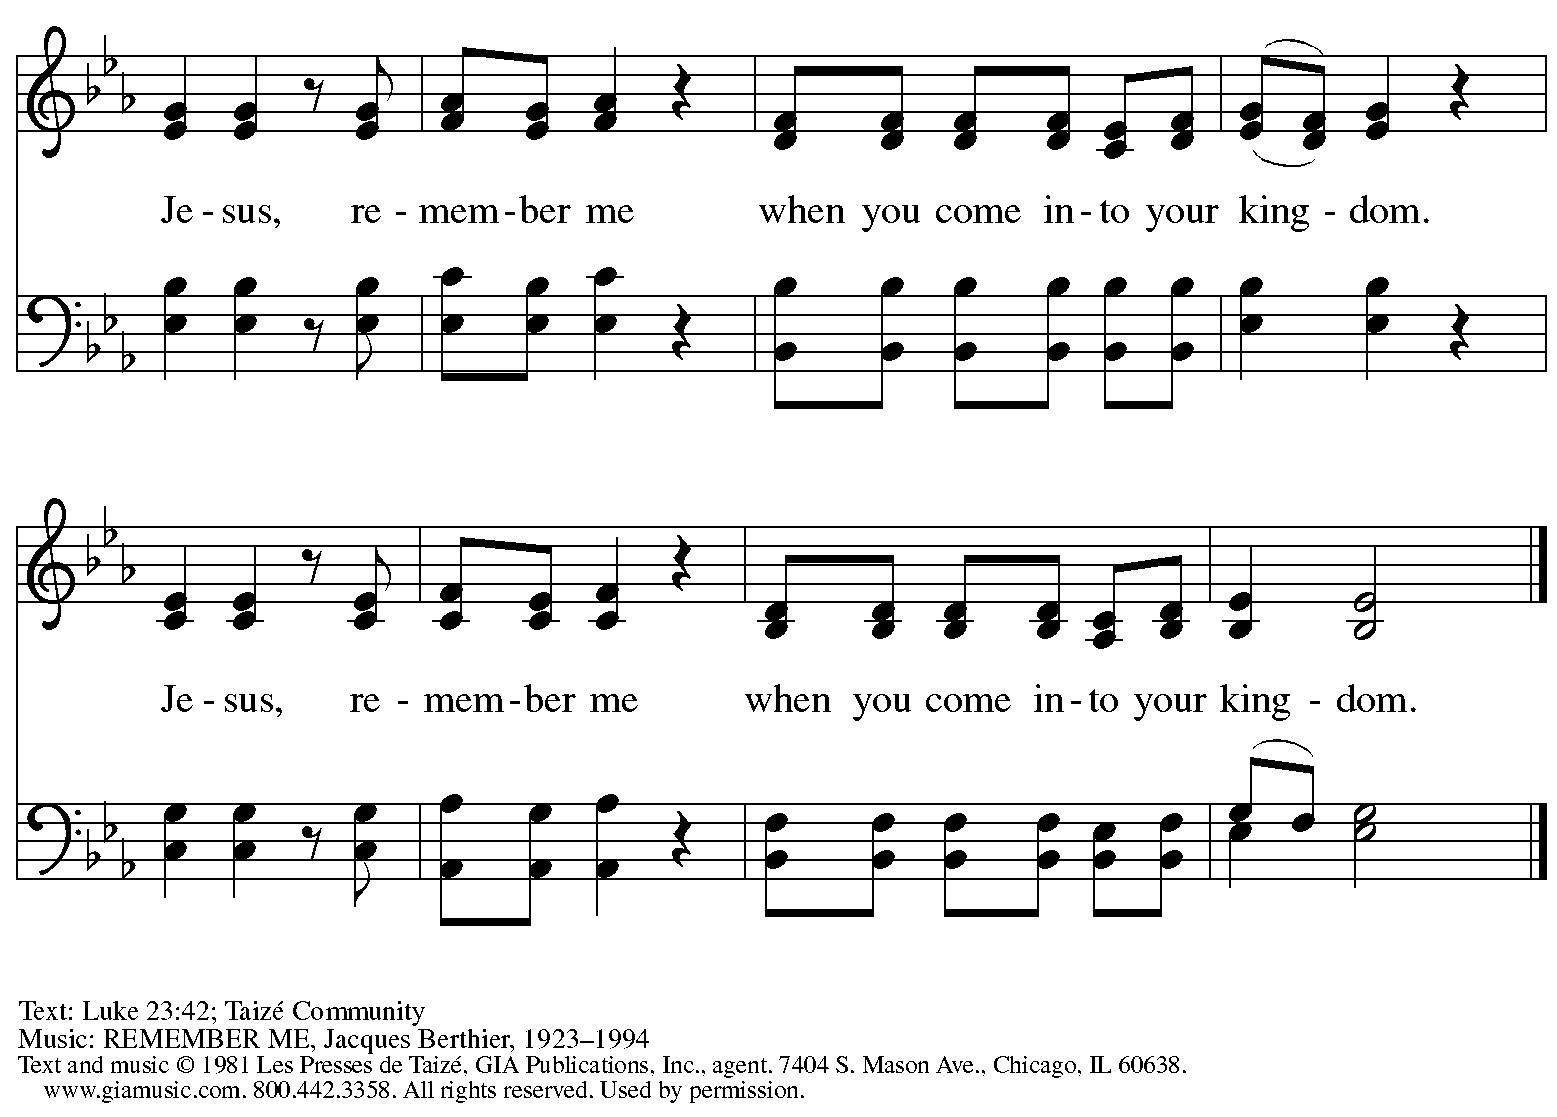 Je - sus, re - mem - ber me when you come in - to your king - dom.
Je - sus, re - mem - ber me when you come in - to your king - dom.
Text: Luke 23:42; Taizé Community
Music: REMEMBER ME, Jacques Berthier, 1923–1994
Text and music © 1981 Les Presses de Taizé, GIA Publications, Inc., agent. 7404 S. Mason Ave., Chicago, IL 60638.
www.giamusic.com. 800.442.3358. All rights reserved. Used by permission.